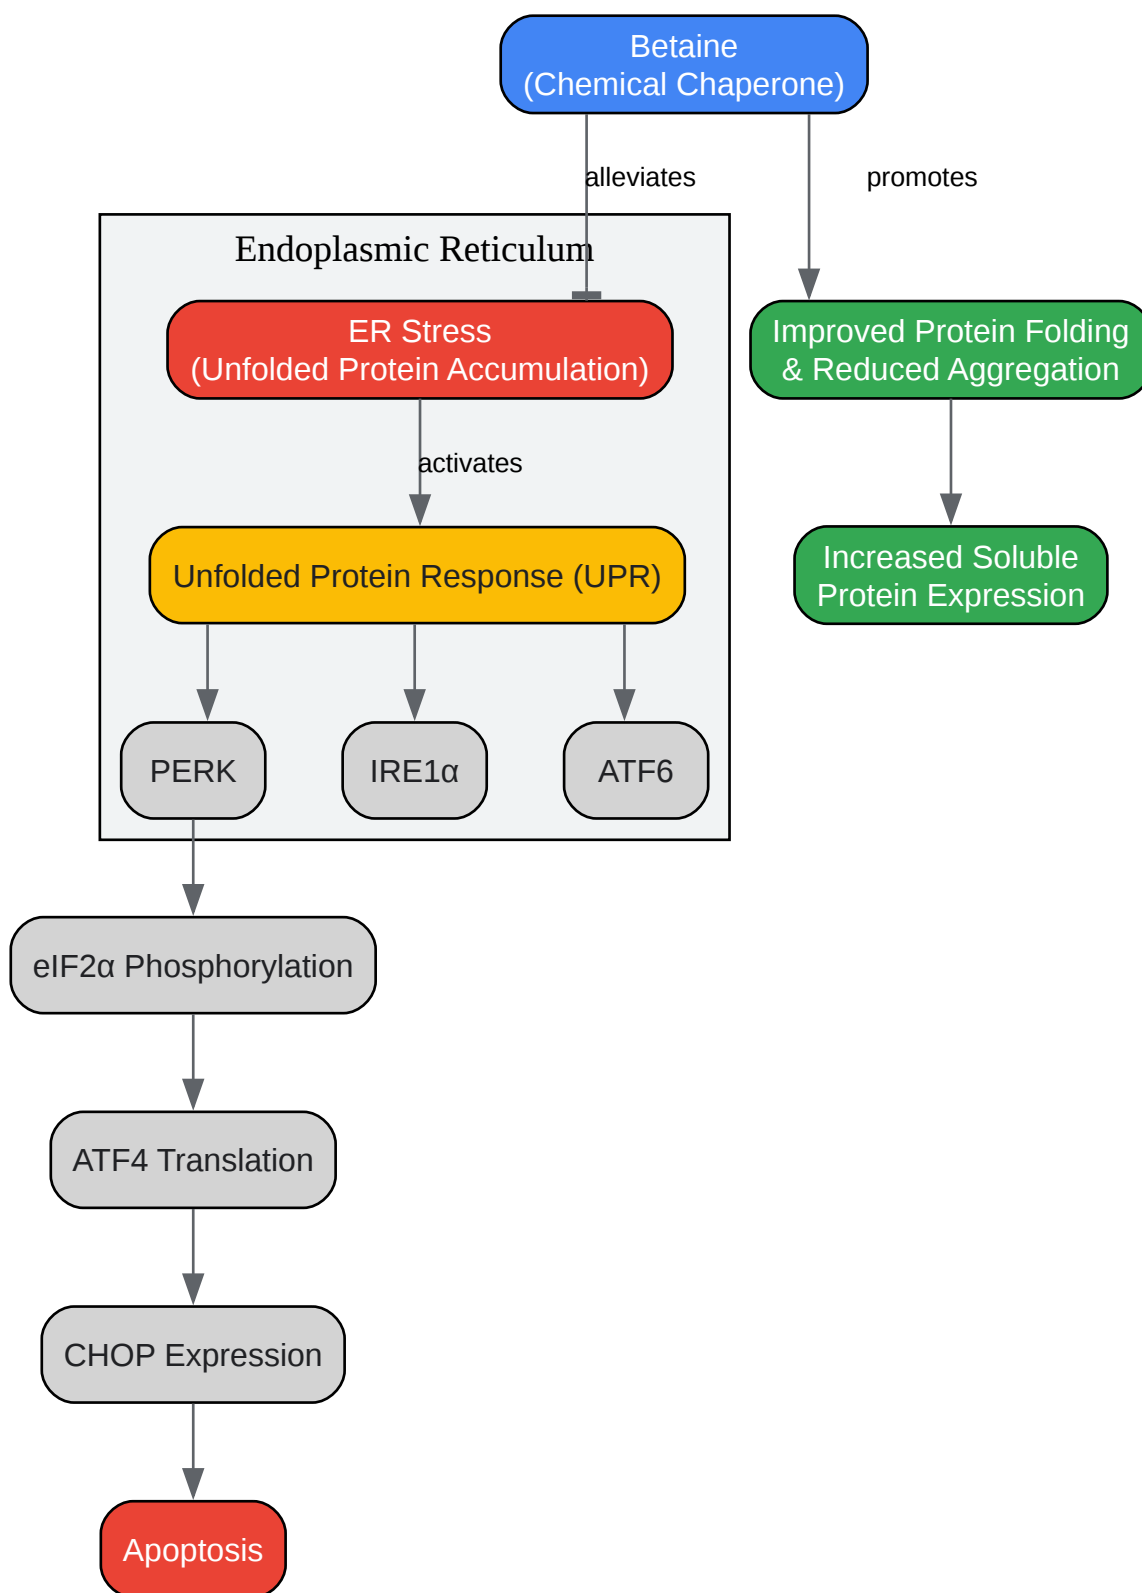 Betaine
(Chemical Chaperone)
alleviates
promotes
Endoplasmic Reticulum
ER Stress
(Unfolded Protein Accumulation)
Improved Protein Folding
& Reduced Aggregation
activates
Unfolded Protein Response (UPR)
Increased Soluble
Protein Expression
PERK
IRE1α
ATF6
eIF2α Phosphorylation
ATF4 Translation
CHOP Expression
Apoptosis